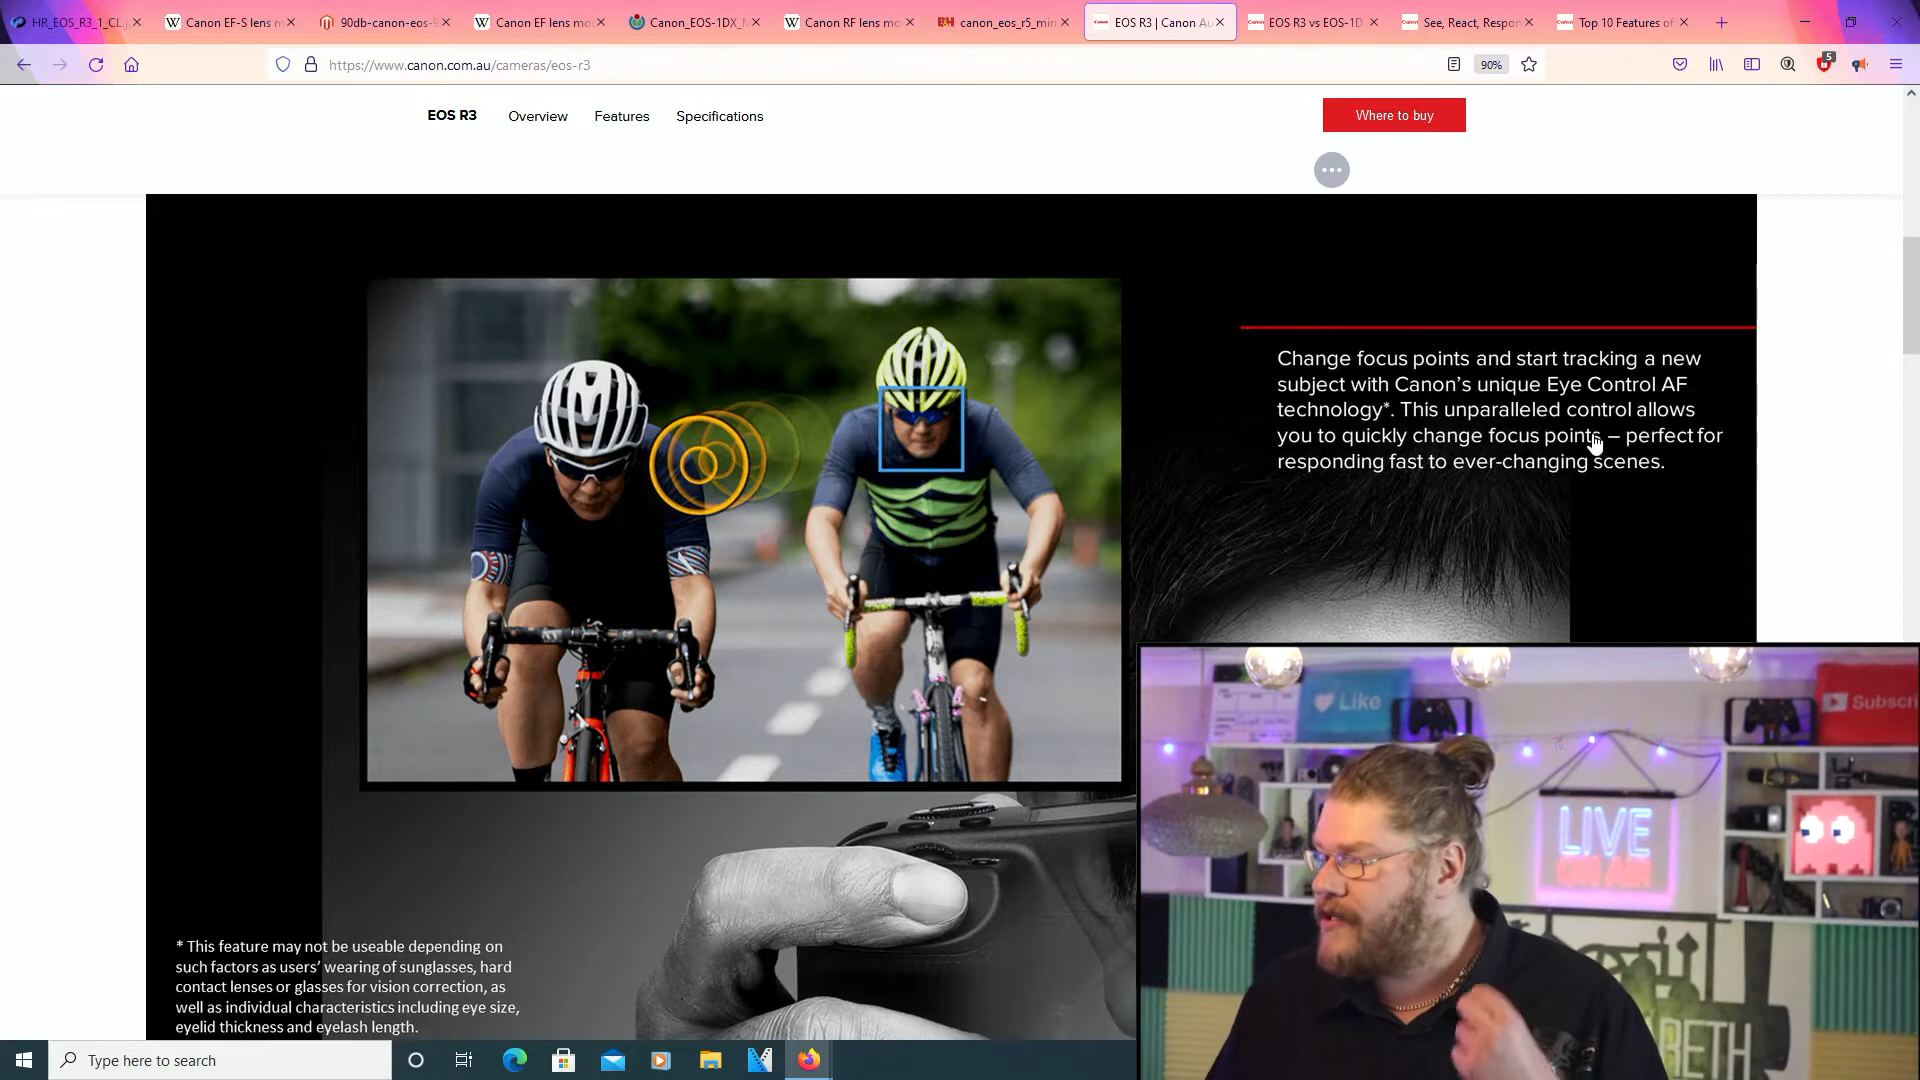 HR_EOS_R3_1_CL.j
Canon EF-S lens m
90db-canon-eos-
Canon EF lens mo
Canon_EOS-1DX_
Canon RF lens mo
canon_eos_r5_mir
EOS R3 | Canon Au
EOS R3 vs EOS-1D
See, React, Respon
Top 10 Features of
https://www.canon.com.au/cameras/eos-r3
90%
5
EOS R3
Overview
Features
Specifications
Where to buy
Change focus points and start tracking a new
subject with Canon’s unique Eye Control AF
technology*. This unparalleled control allows
you to quickly change focus points – perfect for
responding fast to ever-changing scenes.
* This feature may not be useable depending on
such factors as users’ wearing of sunglasses, hard
contact lenses or glasses for vision correction, as
well as individual characteristics including eye size,
eyelid thickness and eyelash length.
Like
Subscri
LIVE
ON AIR
BETH
Type here to search